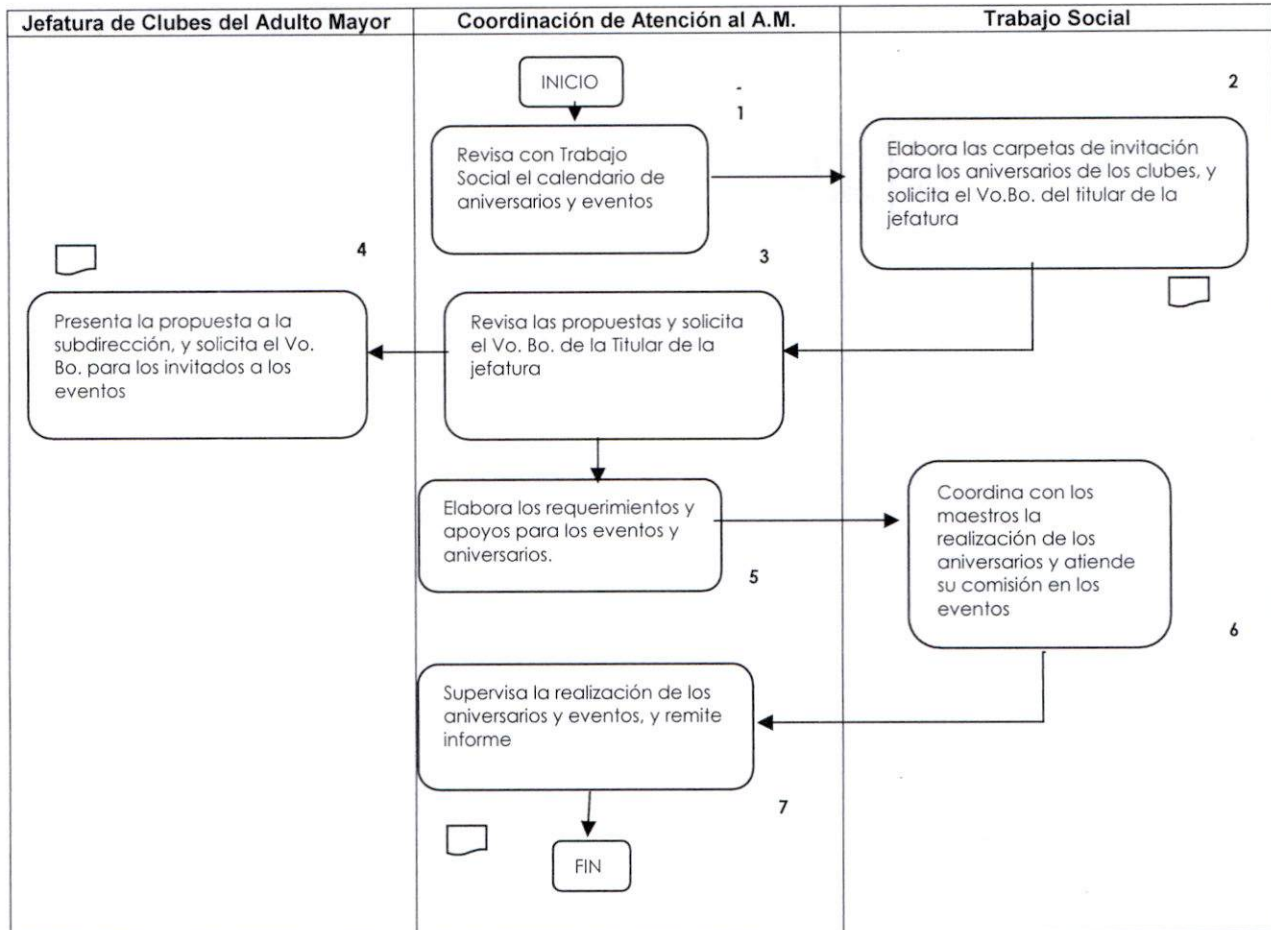 Jefatura de Clubes del Adulto Mayor
Coordinación de Atención al A.M.
Trabajo Social
INICIO
-
1
Revisa con Trabajo
Social el calendario de
aniversarios y eventos
2
Elabora las carpetas de invitación
para los aniversarios de los clubes, y
solicita el Vo.Bo. del titular de la
jefatura
3
Revisa las propuestas y solicita
el Vo. Bo. de la Titular de la
jefatura
4
Presenta la propuesta a la
subdirección, y solicita el Vo.
Bo. para los invitados a los
eventos
Elabora los requerimientos y
apoyos para los eventos y
aniversarios.
5
Coordina con los
maestros la
realización de los
aniversarios y atiende
su comisión en los
eventos
6
Supervisa la realización de los
aniversarios y eventos, y remite
informe
7
FIN